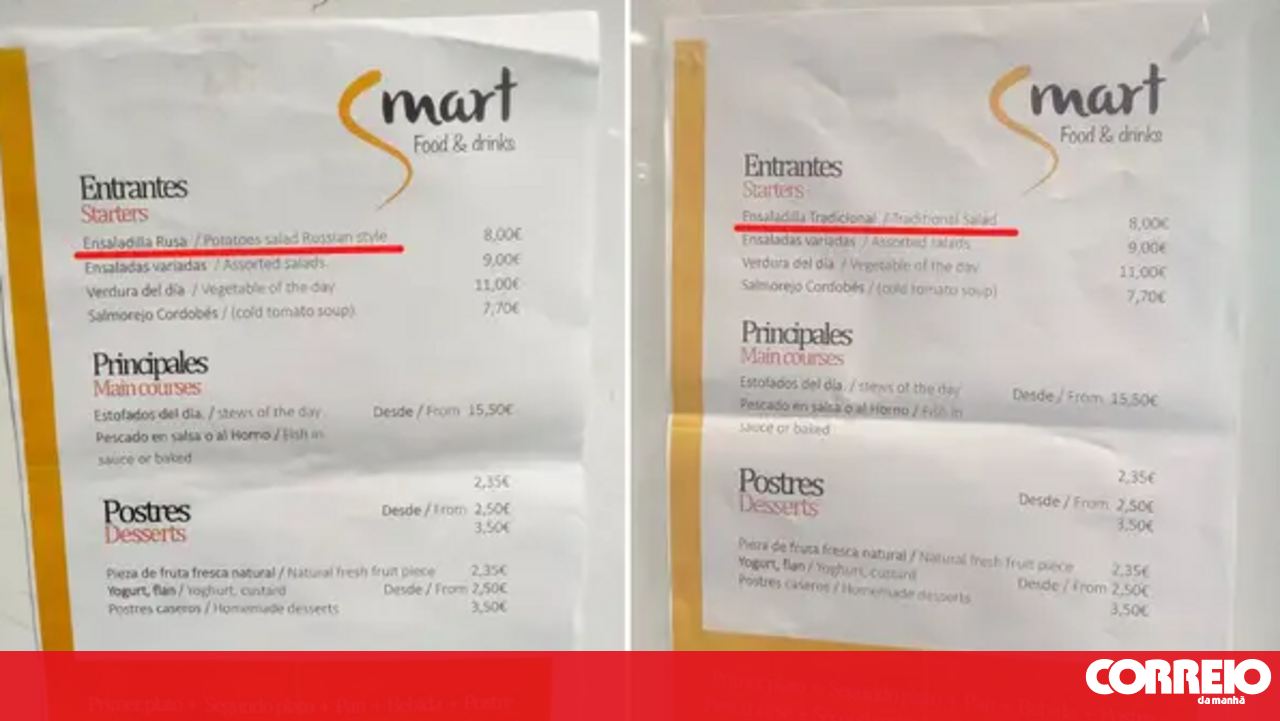 Smart
Food & drinks
Entrantes
Starters
Ensaladilla Rusa / Potatoes salad Russian style 8,00€
Ensaladas variadas / Assorted salads 9,00€
Verdura del día / Vegetable of the day 11,00€
Salmorejo Cordobés / (cold tomato soup) 7,70€
Principales
Main courses
Estofados del día. / stews of the day Desde / From 15,50€
Pescado en salsa o al Horno / Fish in
sauce or baked
2,35€
Postres Desde / From 2,50€
Desserts 3,50€
Pieza de fruta fresca natural / Natural fresh fruit piece 2,35€
Yogurt, flan / Yoghurt, custard Desde / From 2,50€
Postres caseros / Homemade desserts 3,50€
Smart
Food & drinks
Entrantes
Starters
Ensaladilla Tradicional / Traditional Salad 8,00€
Ensaladas variadas / Assorted salads 9,00€
Verdura del día / Vegetable of the day 11,00€
Salmorejo Cordobés / (cold tomato soup) 7,70€
Principales
Main courses
Estofados del día. / stews of the day Desde / From 15,50€
Pescado en salsa o al Horno / Fish in
sauce or baked
2,35€
Postres Desde / From 2,50€
Desserts 3,50€
Pieza de fruta fresca natural / Natural fresh fruit piece 2,35€
Yogurt, flan / Yoghurt, custard Desde / From 2,50€
Postres caseros / Homemade desserts 3,50€
CORREIO
da manhã